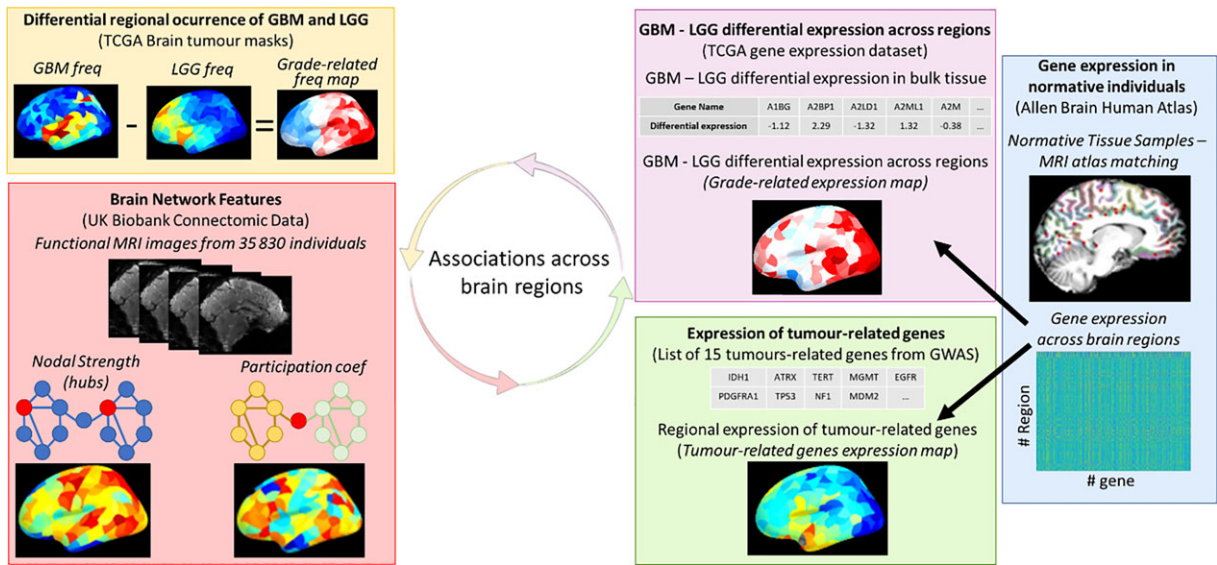 Differential regional ocurrence of GBM and LGG
(TCGA Brain tumour masks)
GBM freq
LGG freq
Grade-related
freq map
-
=
Brain Network Features
(UK Biobank Connectomic Data)
Functional MRI images from 35 830 individuals
Nodal Strength
(hubs)
Participation coef
Associations across
brain regions
GBM - LGG differential expression across regions
(TCGA gene expression dataset)
GBM – LGG differential expression in bulk tissue
Gene Name A1BG A2BP1 A2LD1 A2ML1 A2M ...
Differential expression -1.12 2.29 -1.32 1.32 -0.38 ...
GBM - LGG differential expression across regions
(Grade-related expression map)
Expression of tumour-related genes
(List of 15 tumours-related genes from GWAS)
IDH1 ATRX TERT MGMT EGFR
PDGFRA1 TP53 NF1 MDM2 ...
Regional expression of tumour-related genes
(Tumour-related genes expression map)
Gene expression in
normative individuals
(Allen Brain Human Atlas)
Normative Tissue Samples –
MRI atlas matching
Gene expression
across brain regions
# Region
# gene